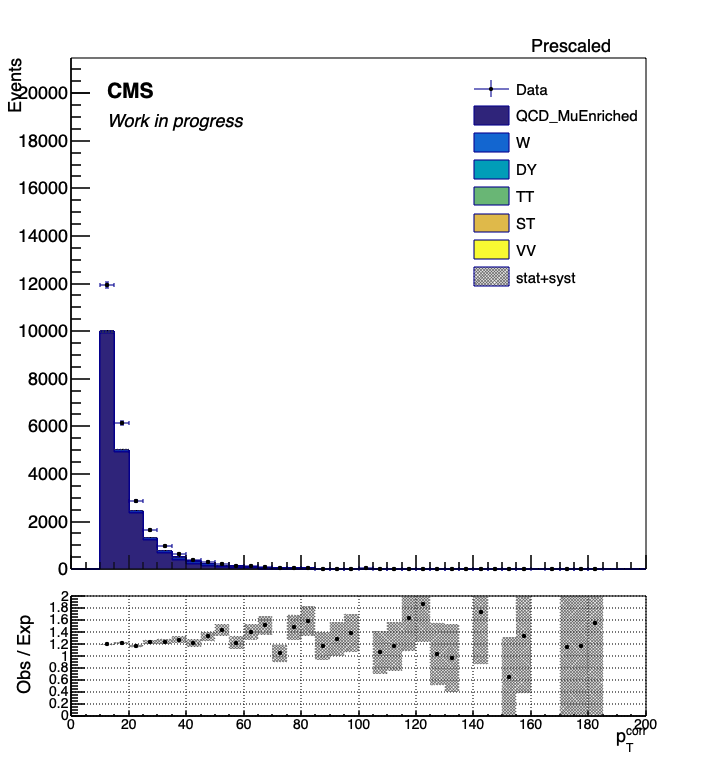 Prescaled
Events
CMS
Work in progress
Data
QCD_MuEnriched
W
DY
TT
ST
VV
stat+syst
20000
18000
16000
14000
12000
10000
8000
6000
4000
2000
0
Obs / Exp
2
1.8
1.6
1.4
1.2
1
0.8
0.6
0.4
0.2
0
0 20 40 60 80 100 120 140 160 180 200
p_T^corr